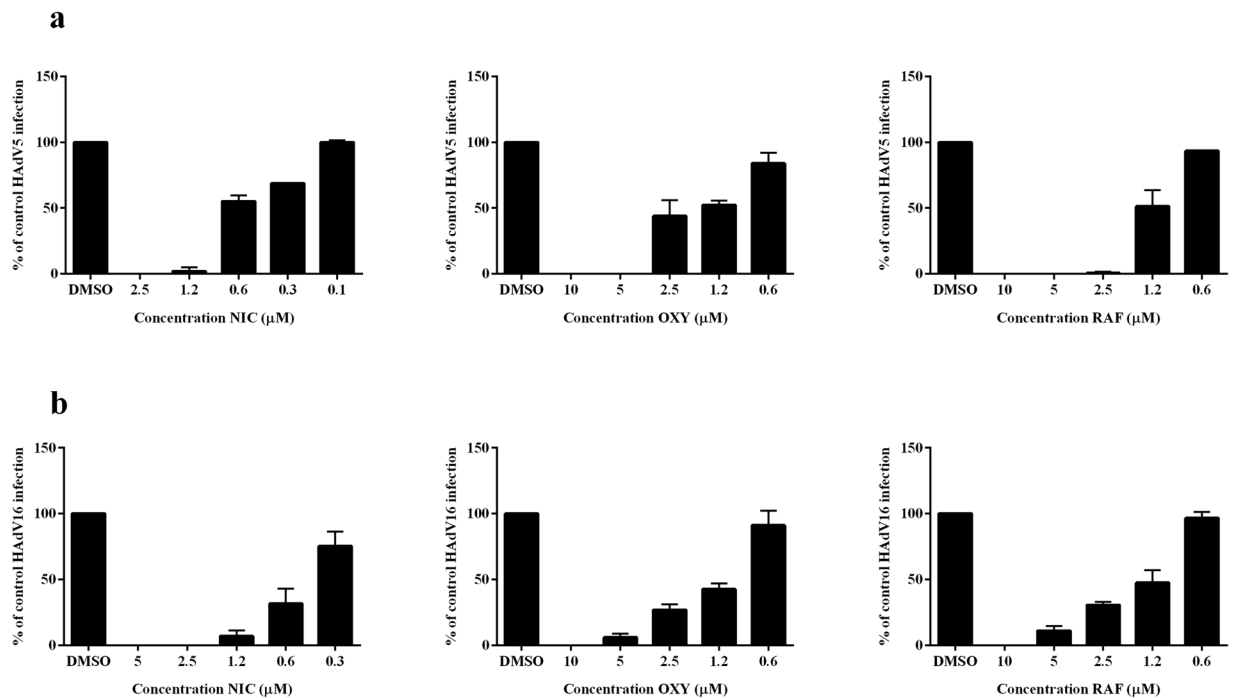 a
% of control HAdV5 infection
150
100
50
0
DMSO 2.5 1.2 0.6 0.3 0.1
Concentration NIC (μM)
% of control HAdV5 infection
150
100
50
0
DMSO 10 5 2.5 1.2 0.6
Concentration OXY (μM)
% of control HAdV5 infection
150
100
50
0
DMSO 10 5 2.5 1.2 0.6
Concentration RAF (μM)
b
% of control HAdV16 infection
150
100
50
0
DMSO 5 2.5 1.2 0.6 0.3
Concentration NIC (μM)
% of control HAdV16 infection
150
100
50
0
DMSO 10 5 2.5 1.2 0.6
Concentration OXY (μM)
% of control HAdV16 infection
150
100
50
0
DMSO 10 5 2.5 1.2 0.6
Concentration RAF (μM)